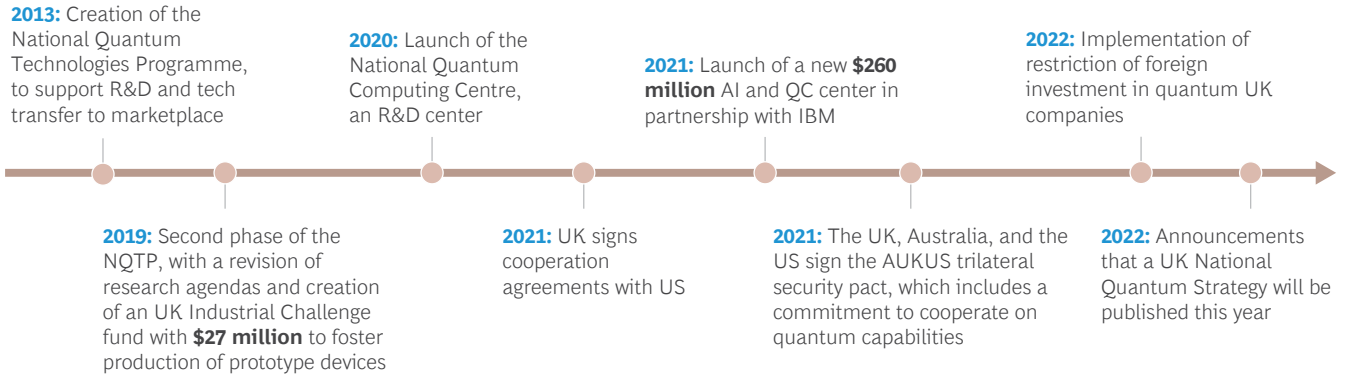 2013: Creation of the
National Quantum
Technologies Programme,
to support R&D and tech
transfer to marketplace
2019: Second phase of the
NQTP, with a revision of
research agendas and creation
of an UK Industrial Challenge
fund with $27 million to foster
production of prototype devices
2020: Launch of the
National Quantum
Computing Centre,
an R&D center
2021: UK signs
cooperation
agreements with US
2021: Launch of a new $260
million AI and QC center in
partnership with IBM
2021: The UK, Australia, and the
US sign the AUKUS trilateral
security pact, which includes a
commitment to cooperate on
quantum capabilities
2022: Implementation of
restriction of foreign
investment in quantum UK
companies
2022: Announcements
that a UK National
Quantum Strategy will be
published this year